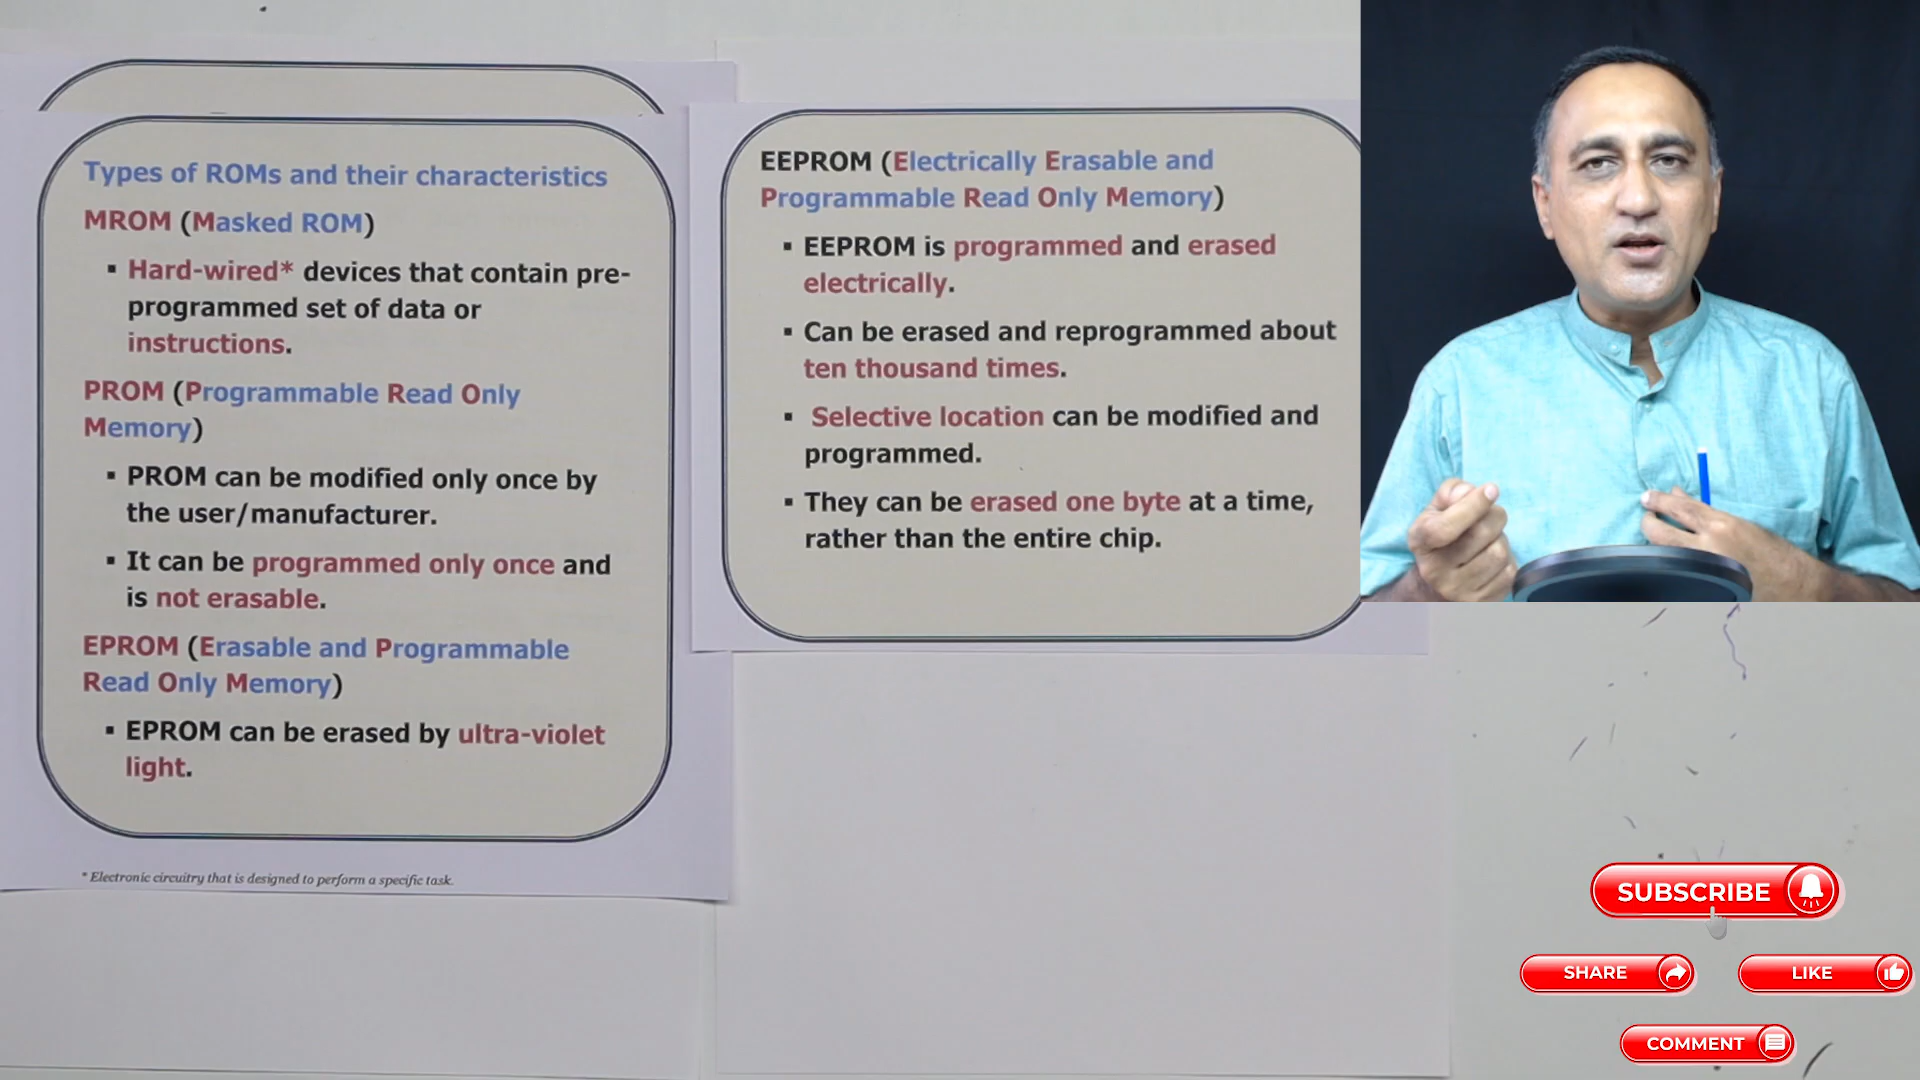 Types of ROMs and their characteristics
MROM (Masked ROM)
▪ Hard-wired* devices that contain pre-
programmed set of data or
instructions.
PROM (Programmable Read Only
Memory)
▪ PROM can be modified only once by
the user/manufacturer.
▪ It can be programmed only once and
is not erasable.
EPROM (Erasable and Programmable
Read Only Memory)
▪ EPROM can be erased by ultra-violet
light.
* Electronic circuitry that is designed to perform a specific task.
EEPROM (Electrically Erasable and
Programmable Read Only Memory)
▪ EEPROM is programmed and erased
electrically.
▪ Can be erased and reprogrammed about
ten thousand times.
▪ Selective location can be modified and
programmed.
▪ They can be erased one byte at a time,
rather than the entire chip.
SUBSCRIBE
SHARE
LIKE
COMMENT